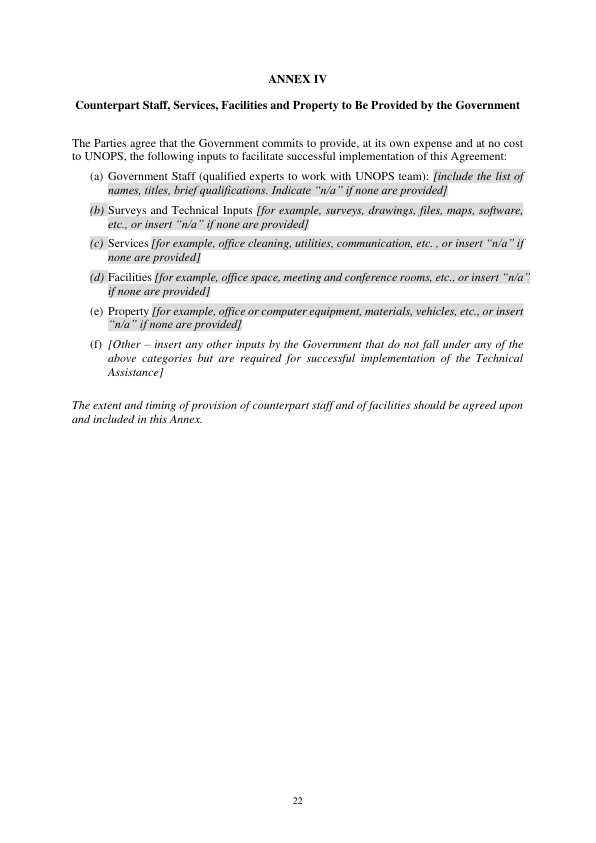 ANNEX IV
Counterpart Staff, Services, Facilities and Property to Be Provided by the Government
The Parties agree that the Government commits to provide, at its own expense and at no cost
to UNOPS, the following inputs to facilitate successful implementation of this Agreement:
(a) Government Staff (qualified experts to work with UNOPS team): [include the list of
names, titles, brief qualifications. Indicate “n/a” if none are provided]
(b) Surveys and Technical Inputs [for example, surveys, drawings, files, maps, software,
etc., or insert “n/a” if none are provided]
(c) Services [for example, office cleaning, utilities, communication, etc. , or insert “n/a” if
none are provided]
(d) Facilities [for example, office space, meeting and conference rooms, etc., or insert “n/a”
if none are provided]
(e) Property [for example, office or computer equipment, materials, vehicles, etc., or insert
“n/a” if none are provided]
(f) [Other – insert any other inputs by the Government that do not fall under any of the
above categories but are required for successful implementation of the Technical
Assistance]
The extent and timing of provision of counterpart staff and of facilities should be agreed upon
and included in this Annex.
22